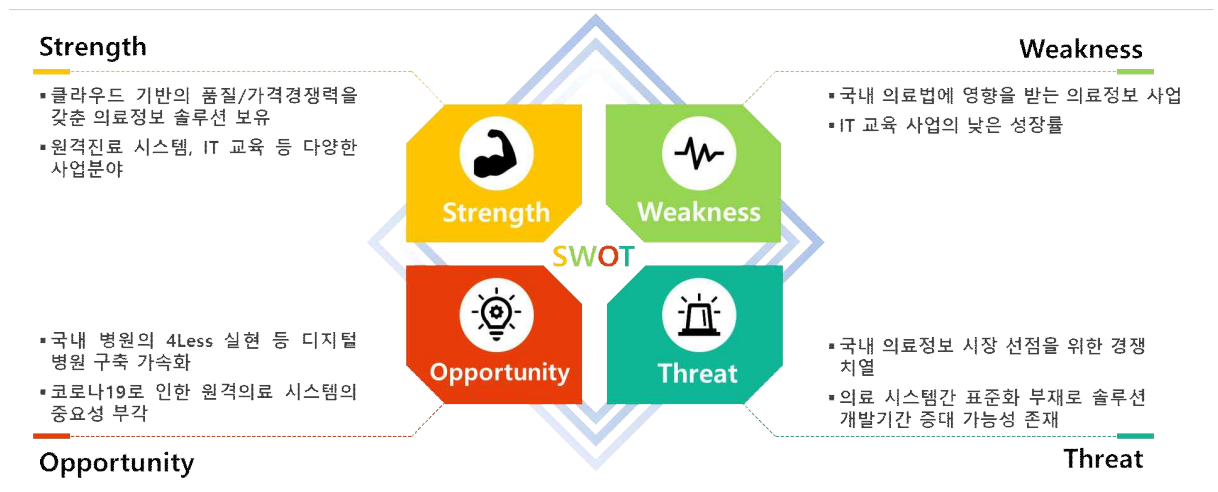 Strength
▪ 클라우드 기반의 품질/가격경쟁력을
갖춘 의료정보 솔루션 보유
▪ 원격진료 시스템, IT 교육 등 다양한
사업분야
Weakness
▪ 국내 의료법에 영향을 받는 의료정보 사업
▪ IT 교육 사업의 낮은 성장률
Strength
Weakness
SWOT
Opportunity
Threat
▪ 국내 병원의 4Less 실현 등 디지털
병원 구축 가속화
▪ 코로나19로 인한 원격의료 시스템의
중요성 부각
Opportunity
▪ 국내 의료정보 시장 선점을 위한 경쟁
치열
▪ 의료 시스템간 표준화 부재로 솔루션
개발기간 증대 가능성 존재
Threat